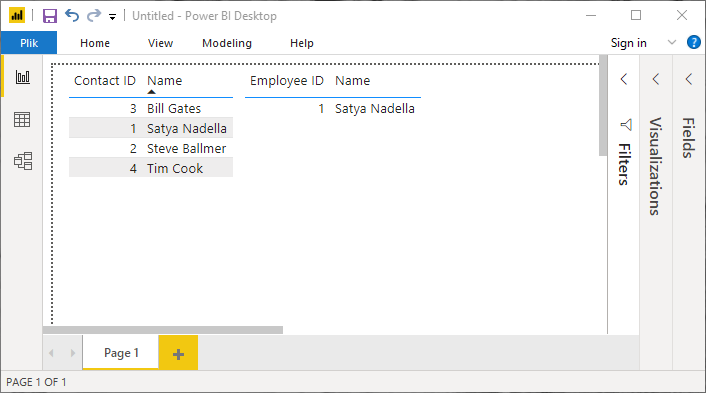 Untitled - Power BI Desktop
Plik Home View Modeling Help Sign in ?
Contact ID Name Employee ID Name
3 Bill Gates 1 Satya Nadella
1 Satya Nadella
2 Steve Ballmer
4 Tim Cook
Filters
Visualizations
Fields
Page 1 +
PAGE 1 OF 1